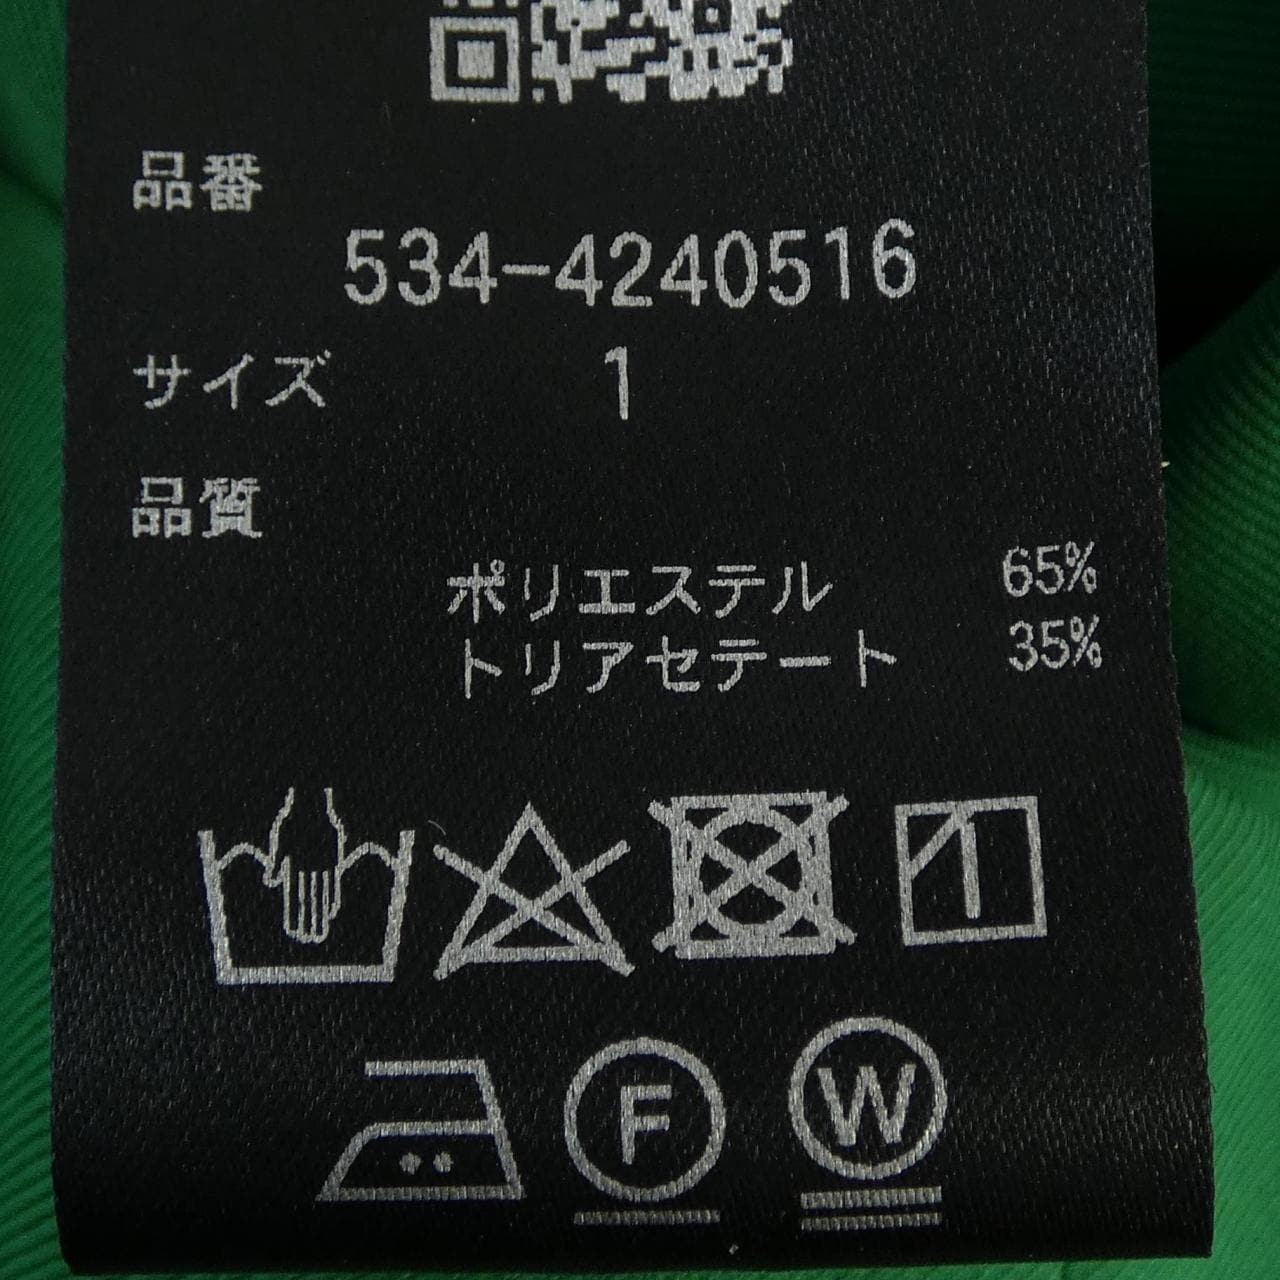 品番
534-4240516
サイズ 1
品質
ポリエステル 65%
トリアセテート 35%
F W